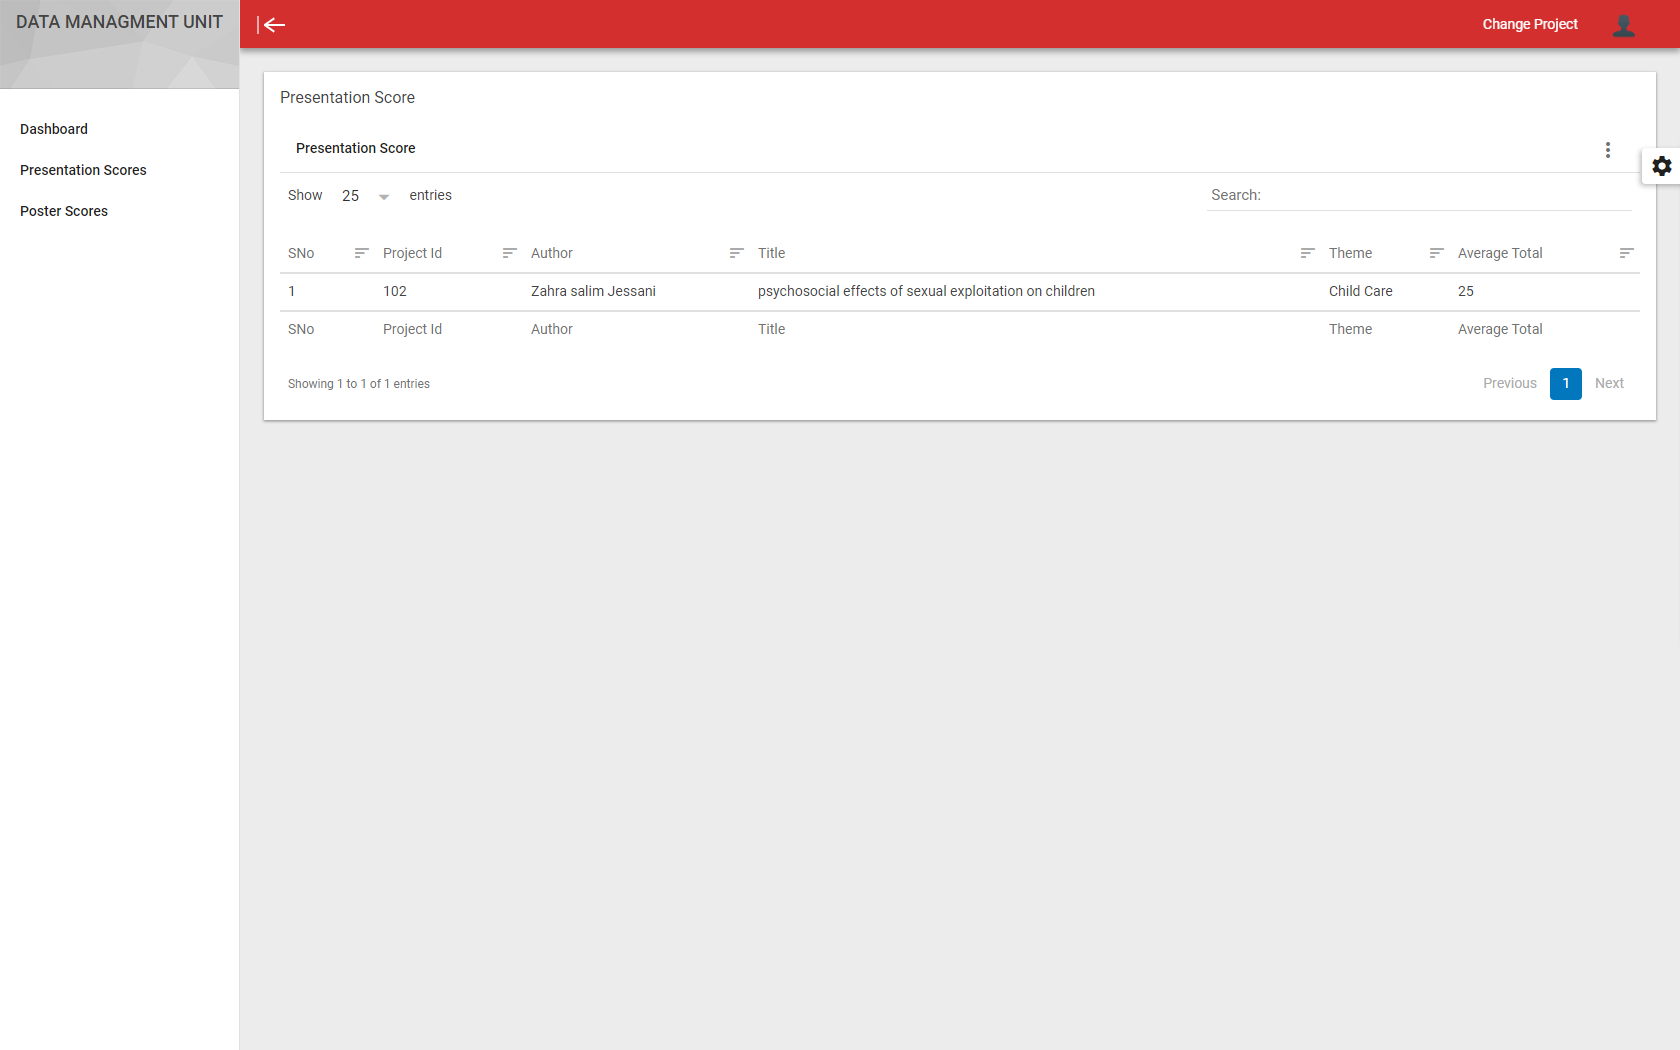 DATA MANAGMENT UNIT
Change Project
Dashboard
Presentation Scores
Poster Scores
Presentation Score
Presentation Score
Show 25 entries Search:
SNo Project Id Author Title Theme Average Total
1 102 Zahra salim Jessani psychosocial effects of sexual exploitation on children Child Care 25
SNo Project Id Author Title Theme Average Total
Showing 1 to 1 of 1 entries Previous 1 Next